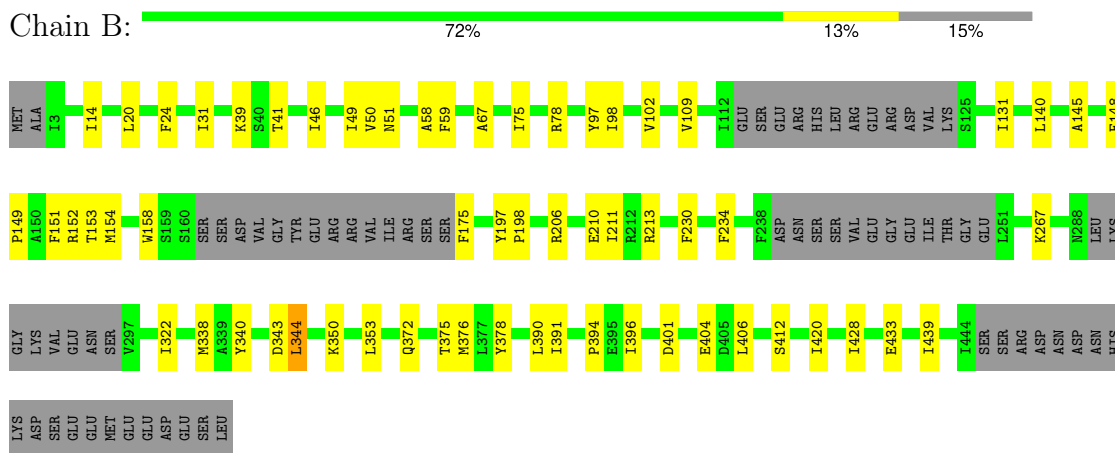 Chain B:
72% 13% 15%
MET ALA I3 I14 L20 F24 I31 K39 S40 T41 I46 I49 V50 N51 A58 F59 A67 I75 R78 Y97 I98 V102 V109 I112 GLU SER GLU ARG HIS LEU ARG GLU ARG ASP VAL LYS S125 I131 L140 A145 E148
P149 A150 F151 R152 T153 M154 W158 S159 S160 SER SER ASP VAL GLY TYR GLU ARG ARG VAL ILE ARG SER SER F175 Y197 P198 R206 E210 I211 R212 R213 F230 F234 F238 ASP ASN SER SER VAL GLU GLY GLU ILE THR GLY GLU L251 K267 N288 LEU LYS
GLY LYS VAL GLU ASN SER V297 I322 M338 A339 Y340 D343 L344 K350 L353 Q372 T375 M376 L377 Y378 L390 I391 P394 E395 I396 D401 E404 D405 L406 S412 I420 I428 E433 I439 I444 SER SER ARG ASP ASN ASP ASN HIS
LYS ASP SER GLU GLU MET GLU GLU ASP GLU SER LEU